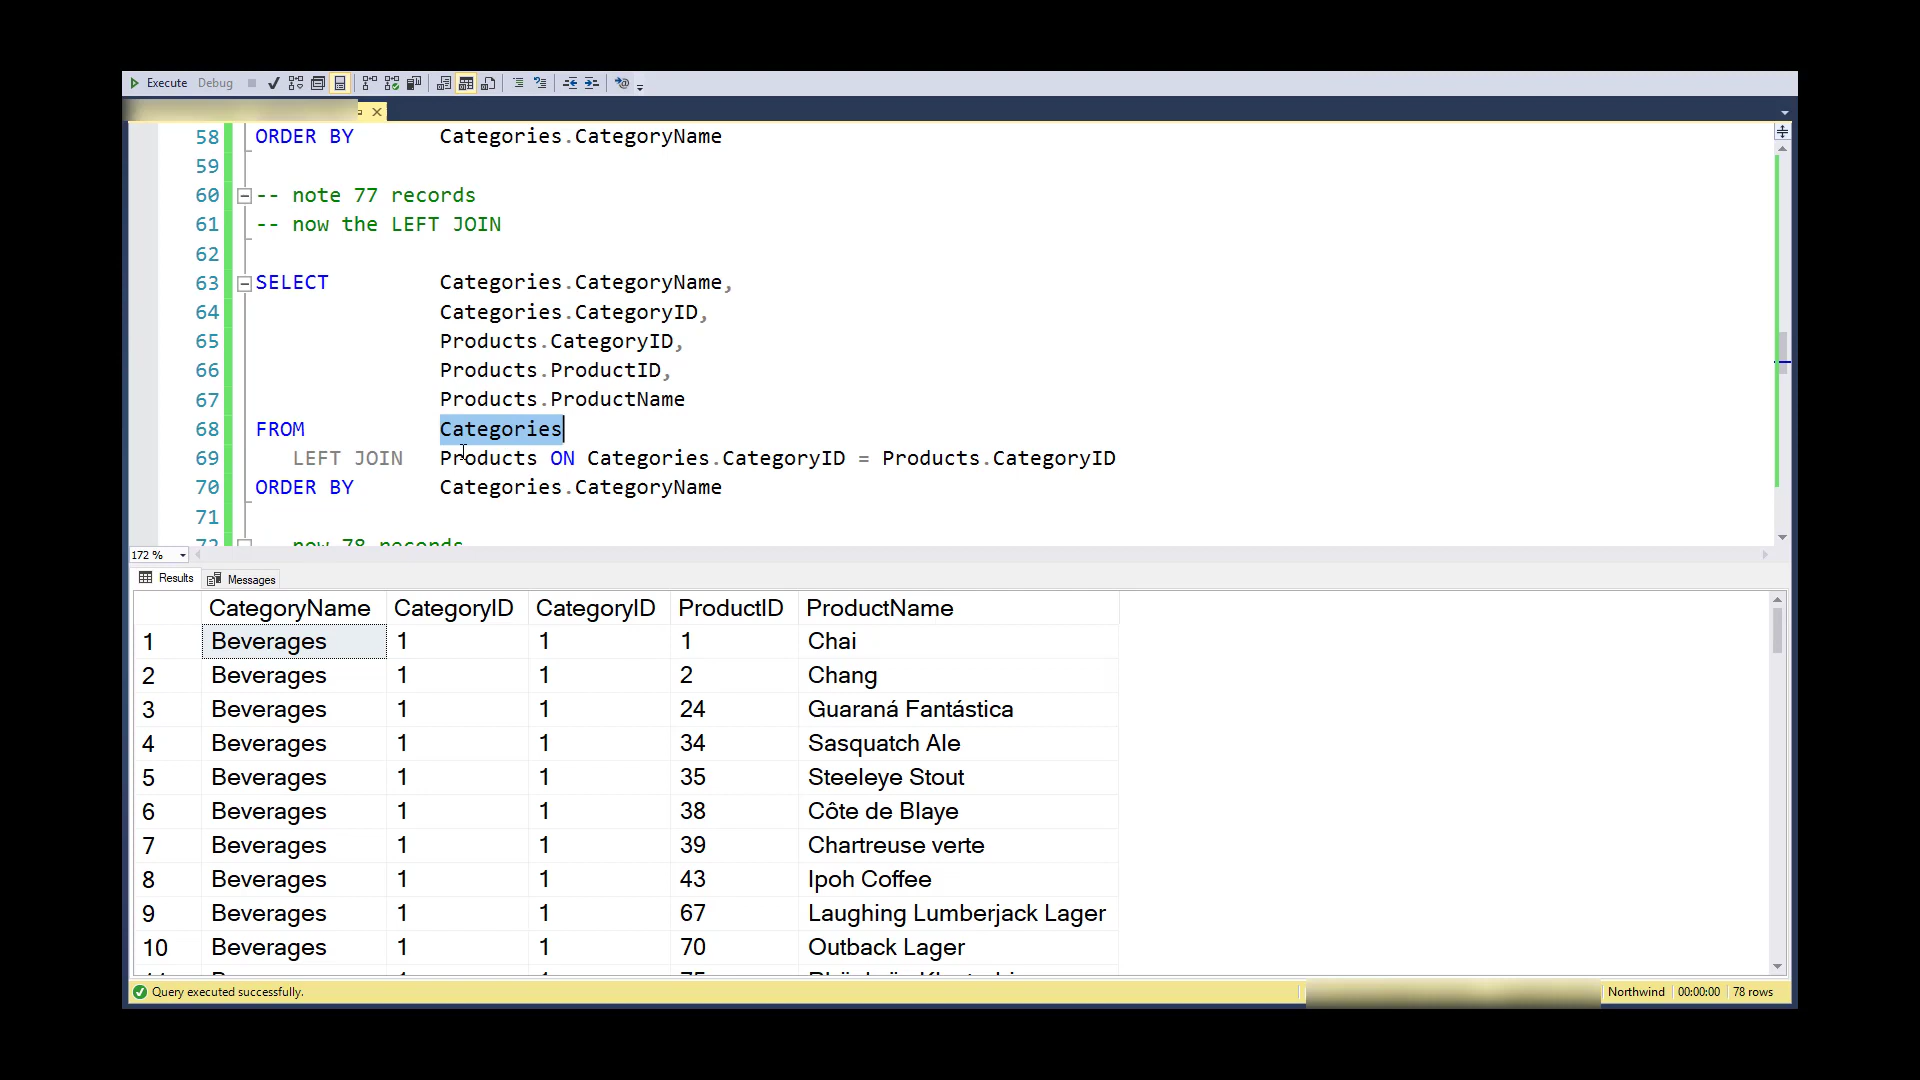 Execute Debug
58 ORDER BY Categories.CategoryName
59
60 -- note 77 records
61 -- now the LEFT JOIN
62
63 SELECT Categories.CategoryName,
64 Categories.CategoryID,
65 Products.CategoryID,
66 Products.ProductID,
67 Products.ProductName
68 FROM Categories
69 LEFT JOIN Products ON Categories.CategoryID = Products.CategoryID
70 ORDER BY Categories.CategoryName
71
72 now 78 records
172 %
Results Messages
CategoryName CategoryID CategoryID ProductID ProductName
1 Beverages 1 1 1 Chai
2 Beverages 1 1 2 Chang
3 Beverages 1 1 24 Guaraná Fantástica
4 Beverages 1 1 34 Sasquatch Ale
5 Beverages 1 1 35 Steeleye Stout
6 Beverages 1 1 38 Côte de Blaye
7 Beverages 1 1 39 Chartreuse verte
8 Beverages 1 1 43 Ipoh Coffee
9 Beverages 1 1 67 Laughing Lumberjack Lager
10 Beverages 1 1 70 Outback Lager
Query executed successfully. Northwind 00:00:00 78 rows